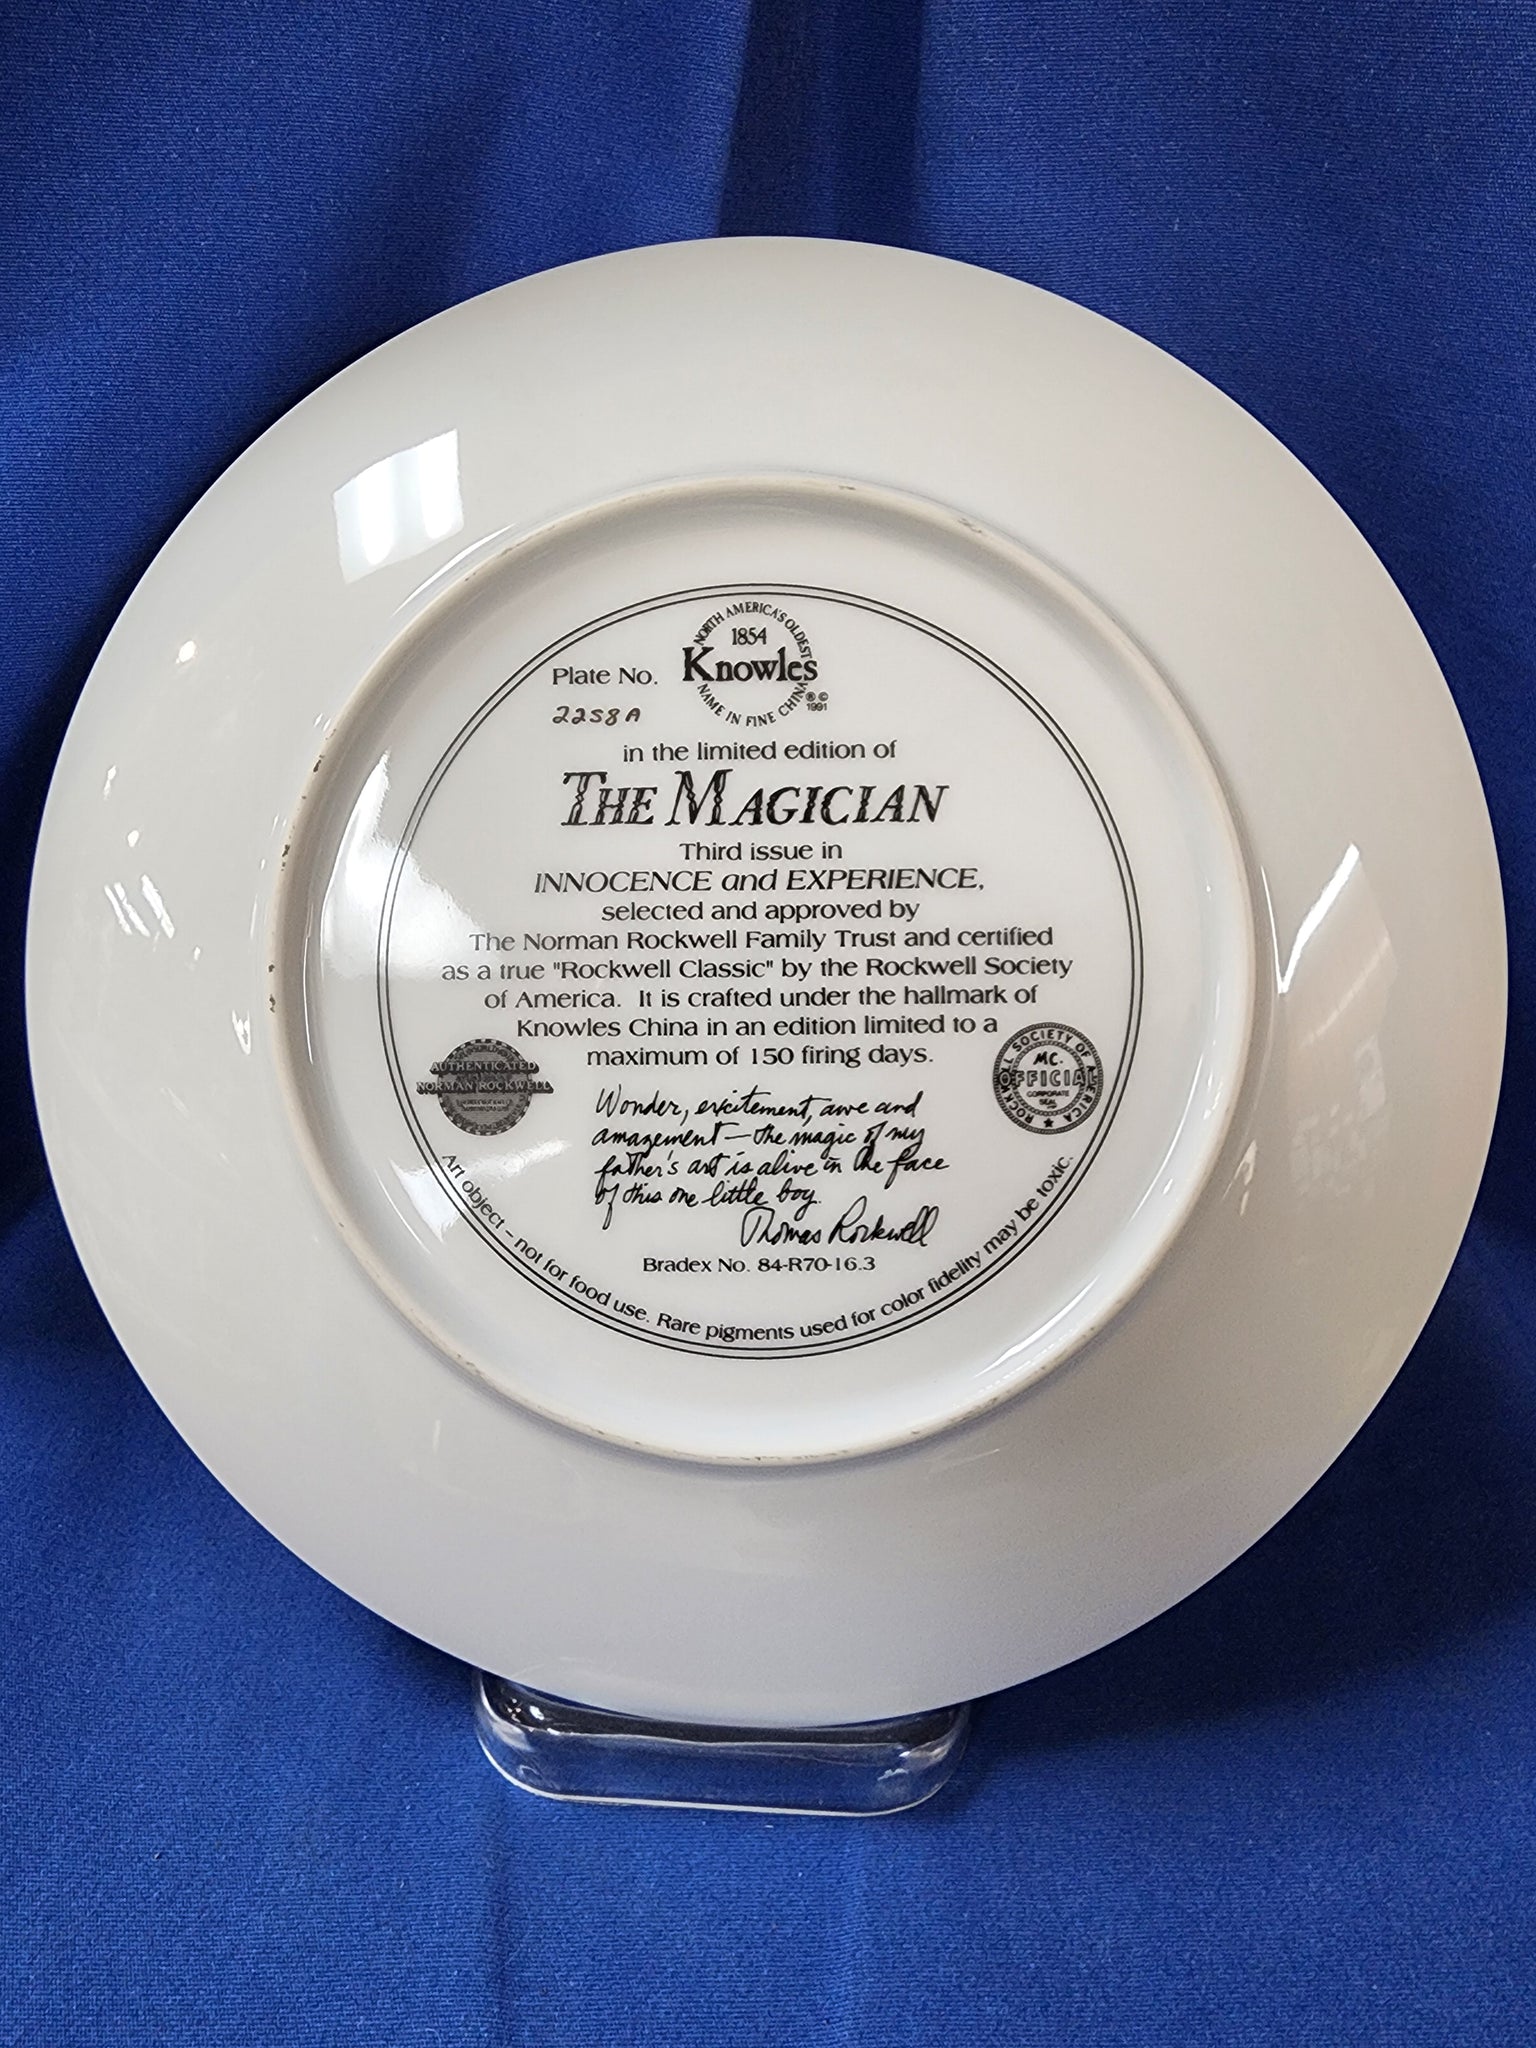 NORTH AMERICA'S OLDEST
1854
Knowles
NAME IN FINE CHINA
® ©
1991
Plate No.
2258A
in the limited edition of
THE MAGICIAN
Third issue in
INNOCENCE and EXPERIENCE,
selected and approved by
The Norman Rockwell Family Trust and certified
as a true "Rockwell Classic" by the Rockwell Society
of America. It is crafted under the hallmark of
Knowles China in an edition limited to a
maximum of 150 firing days.
AUTHENTICATED
NORMAN ROCKWELL
ROCKWELL SOCIETY OF AMERICA
MC.
OFFICIAL
CORPORATE
SEAL
Wonder, excitement, awe and
amazement – the magic of my
father's art is alive in the face
of this one little boy.
Thomas Rockwell
Bradex No. 84-R70-16.3
Art object – not for food use. Rare pigments used for color fidelity may be toxic.